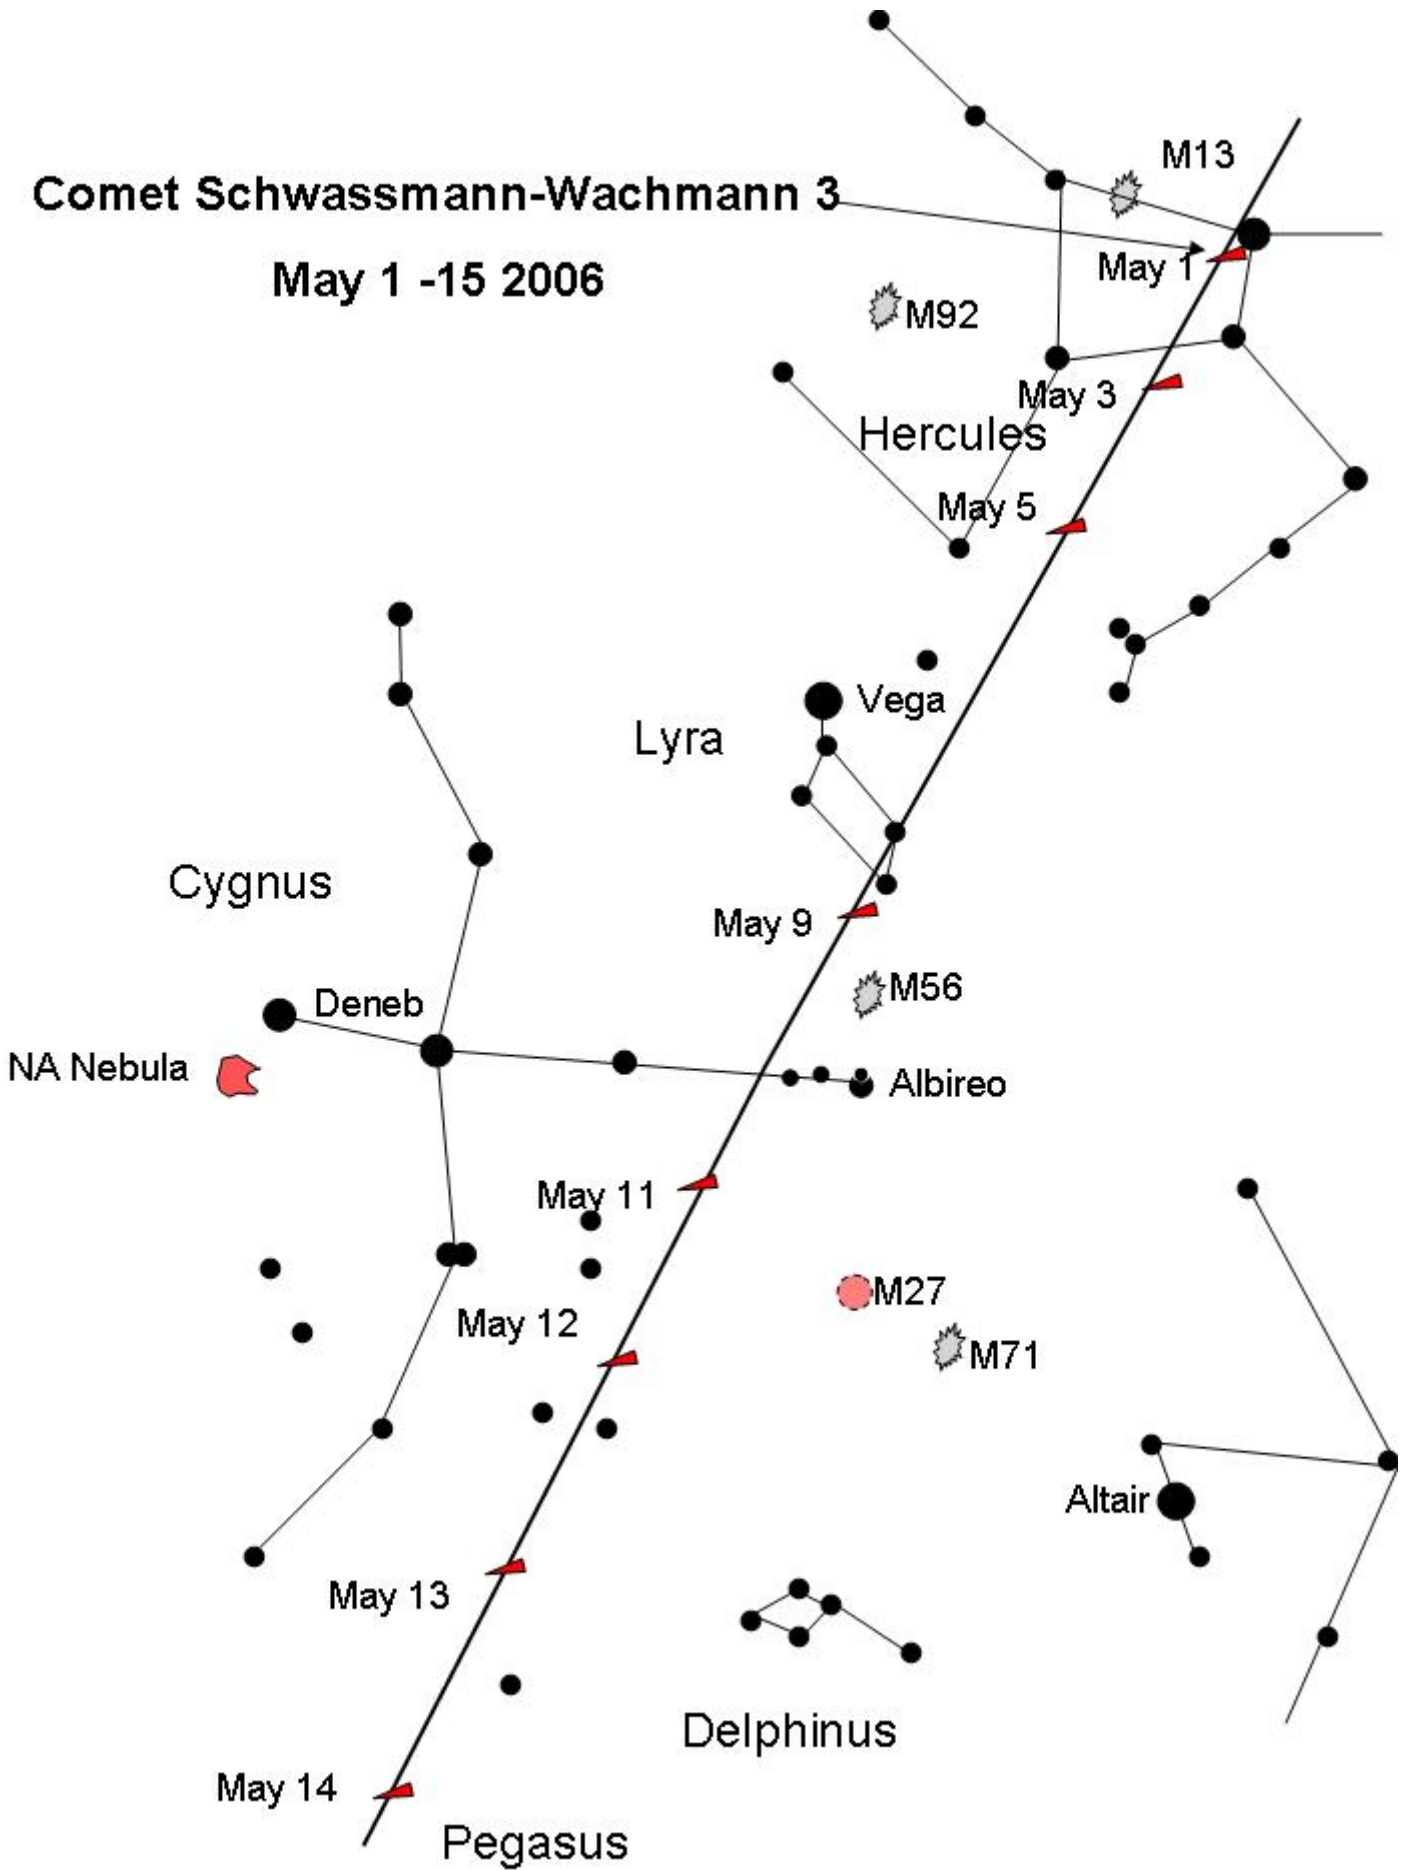 M13
Comet Schwassmann-Wachmann 3
May 1 -15 2006
May 1
M92
May 3
Hercules
May 5
Vega
Lyra
Cygnus
May 9
M56
Deneb
NA Nebula
Albireo
May 11
M27
May 12
M71
Altair
May 13
Delphinus
May 14
Pegasus